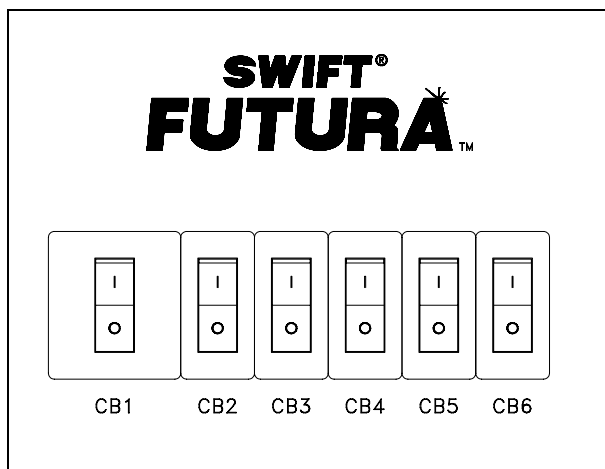 SWIFT®
FUTURA™
I I I I I I
O O O O O O
CB1 CB2 CB3 CB4 CB5 CB6